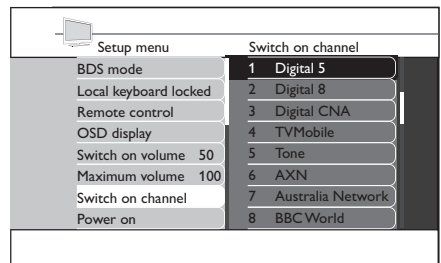 Setup menu
BDS mode
Local keyboard locked
Remote control
OSD display
Switch on volume 50
Maximum volume 100
Switch on channel
Power on
Switch on channel
1 Digital 5
2 Digital 8
3 Digital CNA
4 TVMobile
5 Tone
6 AXN
7 Australia Network
8 BBC World